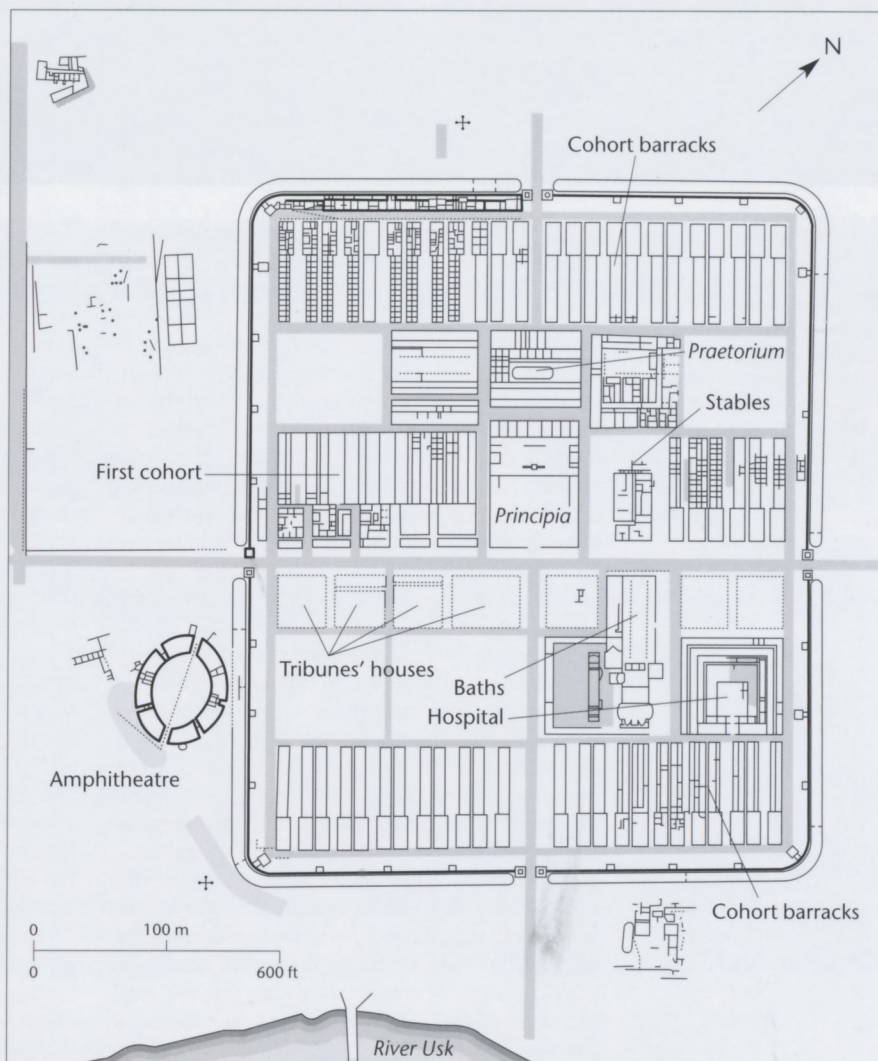 N
Cohort barracks
Praetorium
Stables
First cohort
Principia
Tribunes' houses
Baths
Hospital
Amphitheatre
Cohort barracks
0 100 m
0 600 ft
River Usk